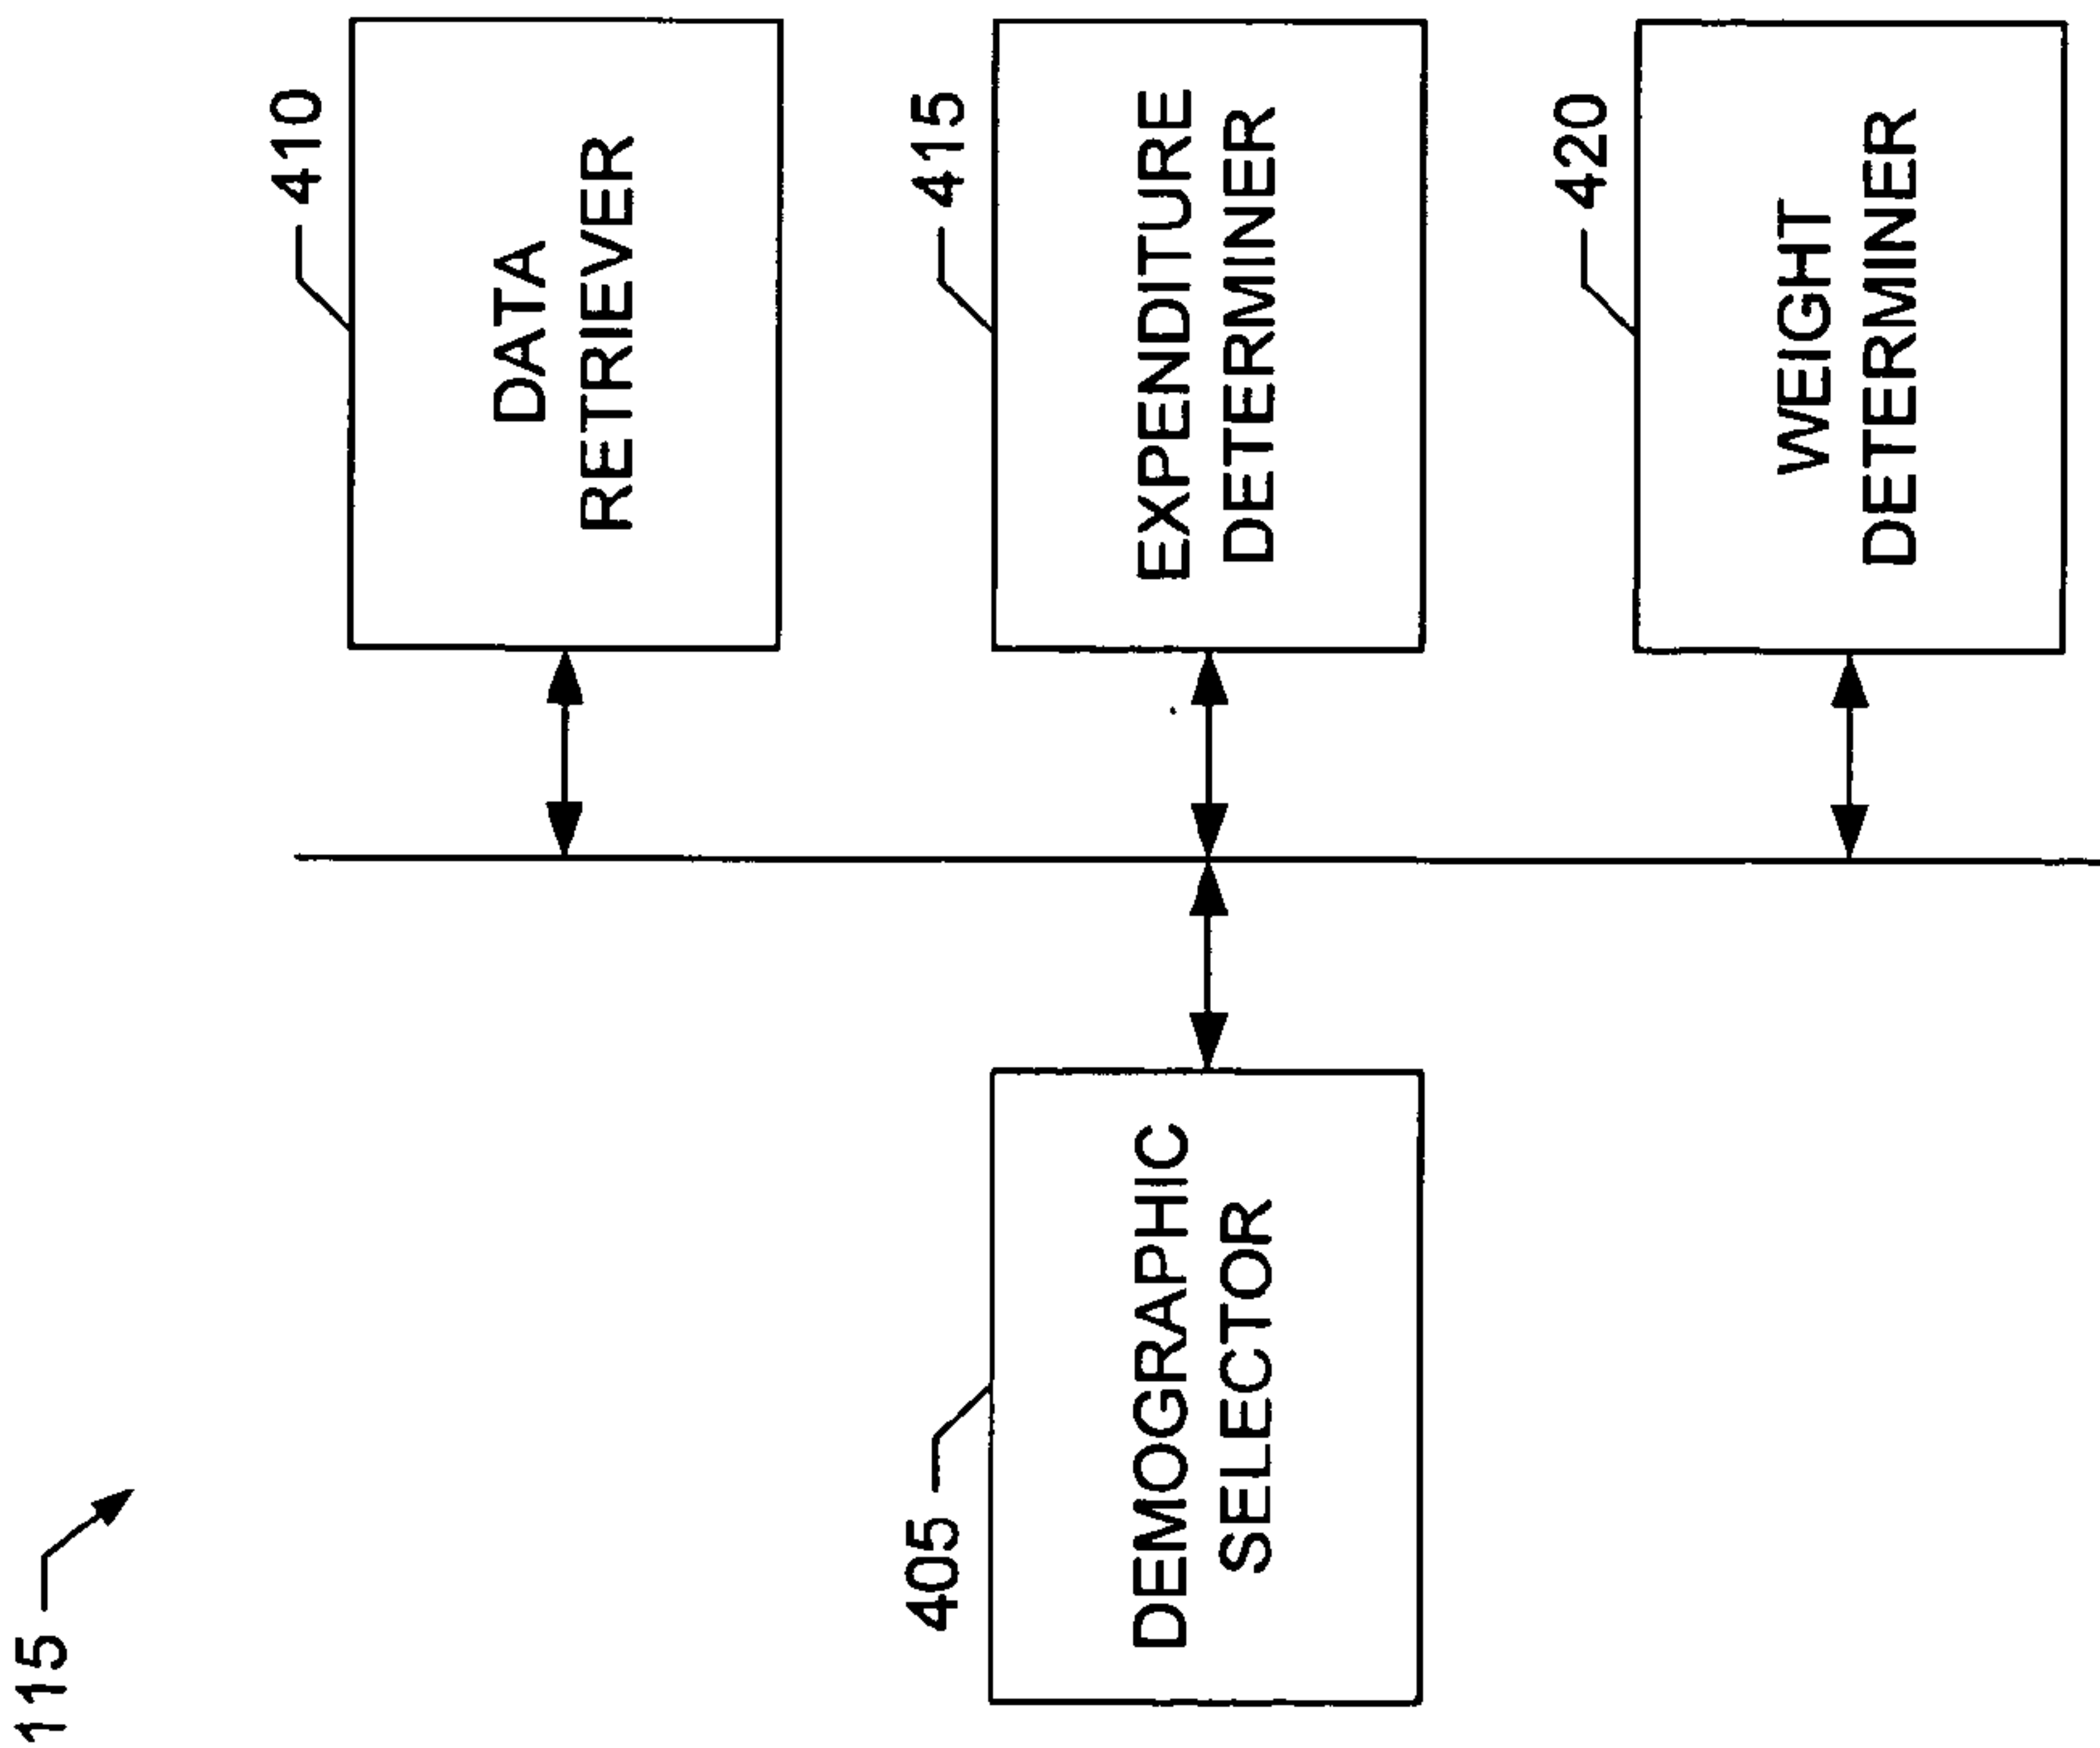 115
405
DEMOGRAPHIC
SELECTOR
410
DATA
RETRIEVER
415
EXPENDITURE
DETERMINER
420
WEIGHT
DETERMINER